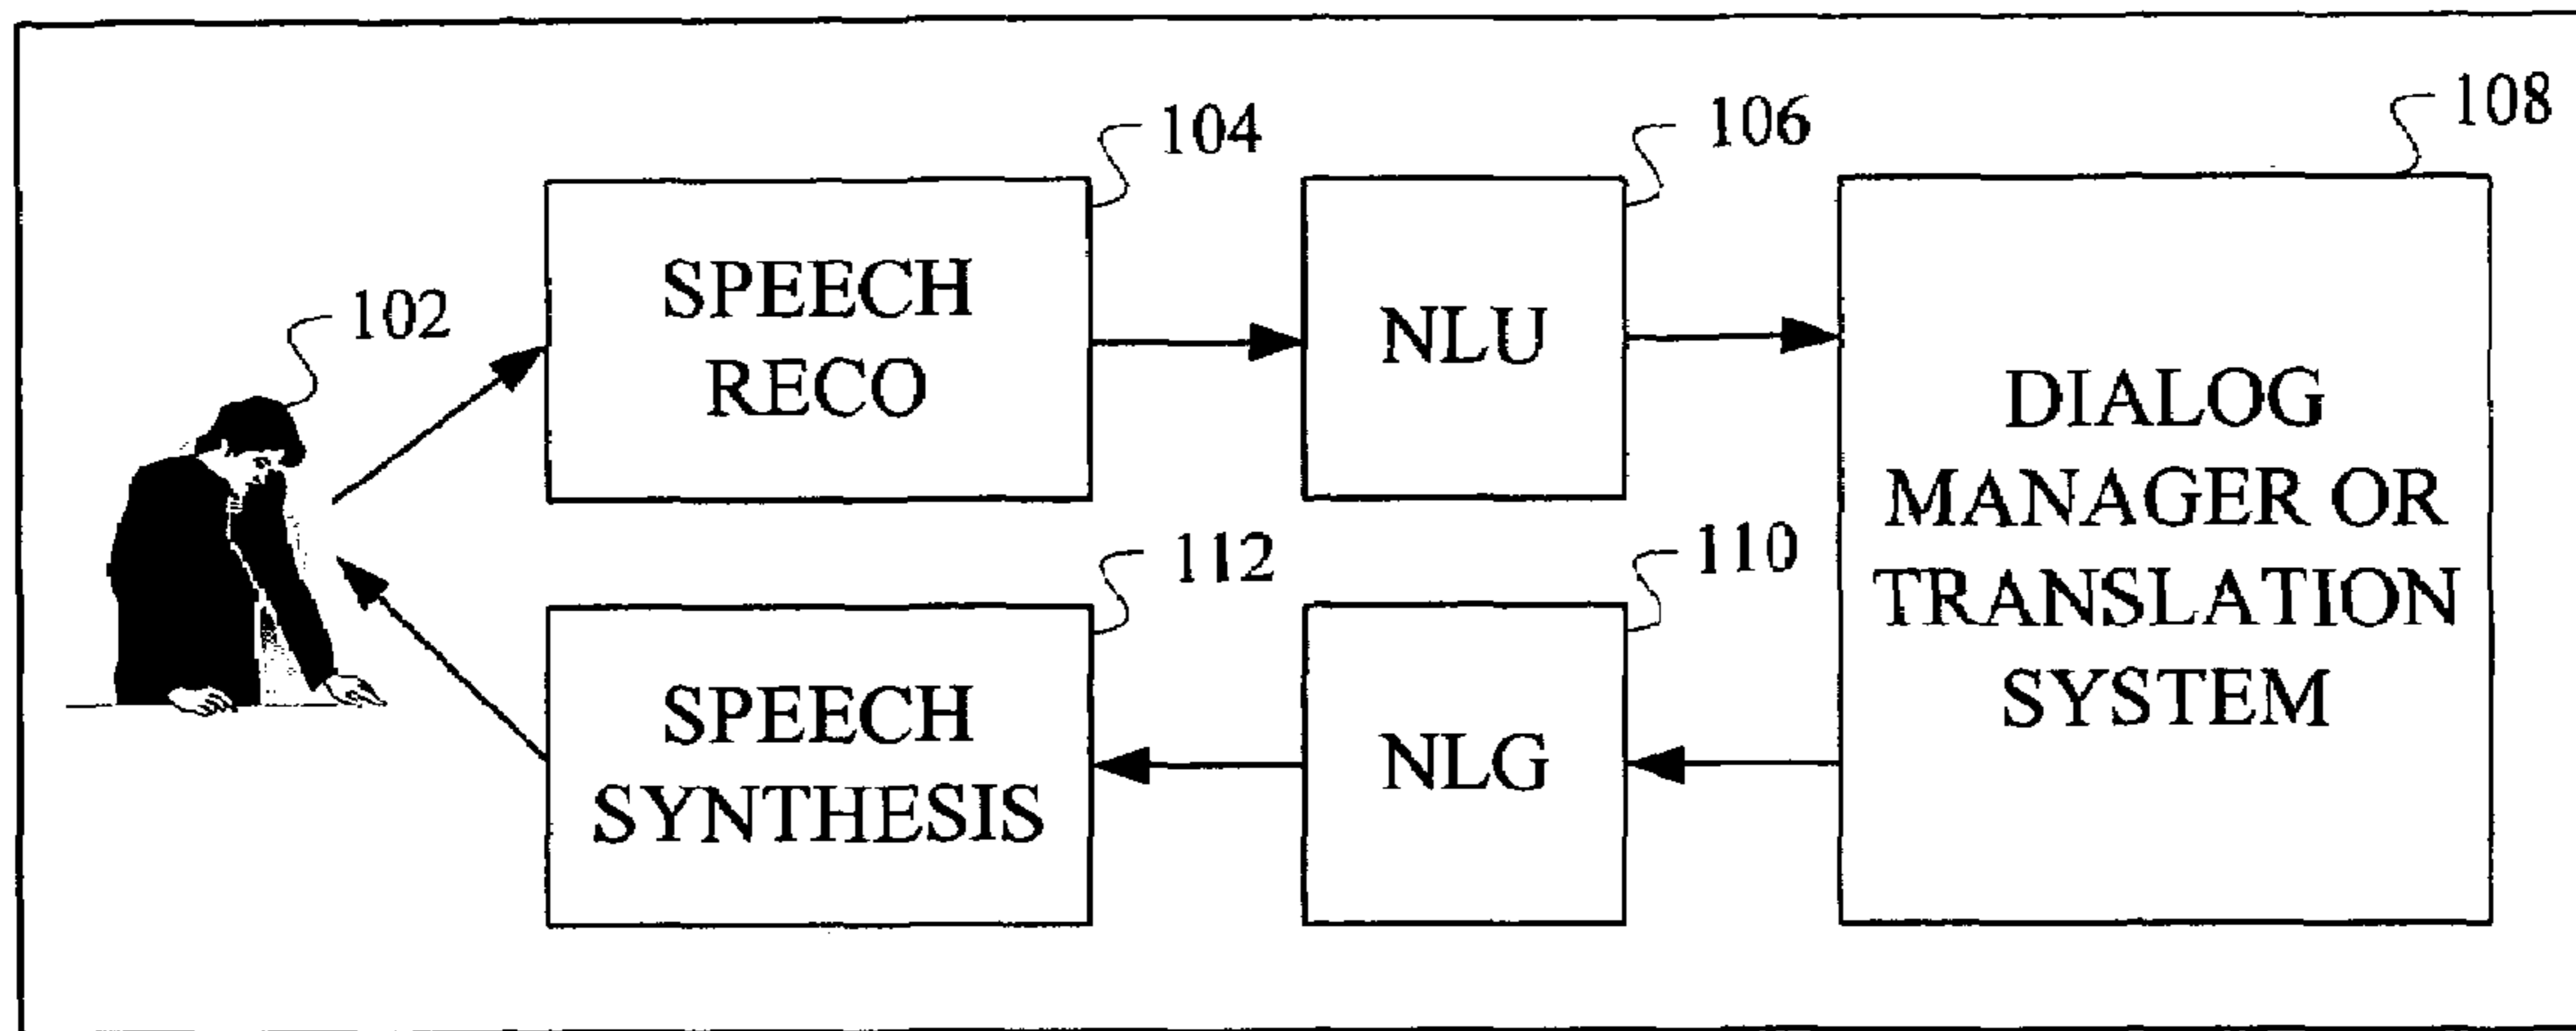 102
104
SPEECH
RECO
106
NLU
108
DIALOG
MANAGER OR
TRANSLATION
SYSTEM
110
NLG
112
SPEECH
SYNTHESIS